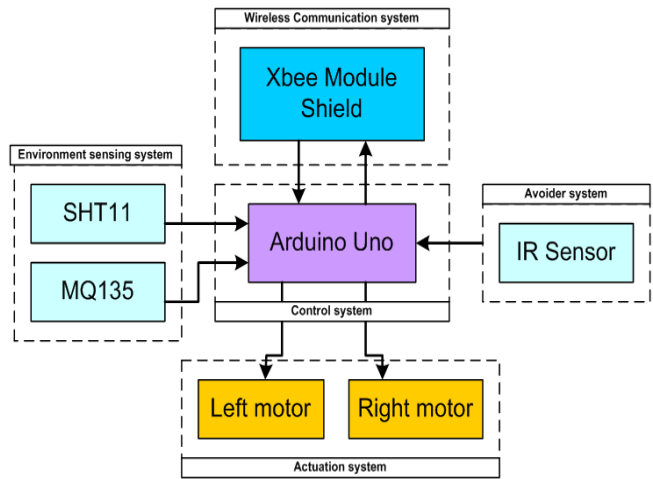 Wireless Communication system
Xbee Module
Shield
Environment sensing system
SHT11
MQ135
Arduino Uno
Control system
Avoider system
IR Sensor
Left motor
Right motor
Actuation system